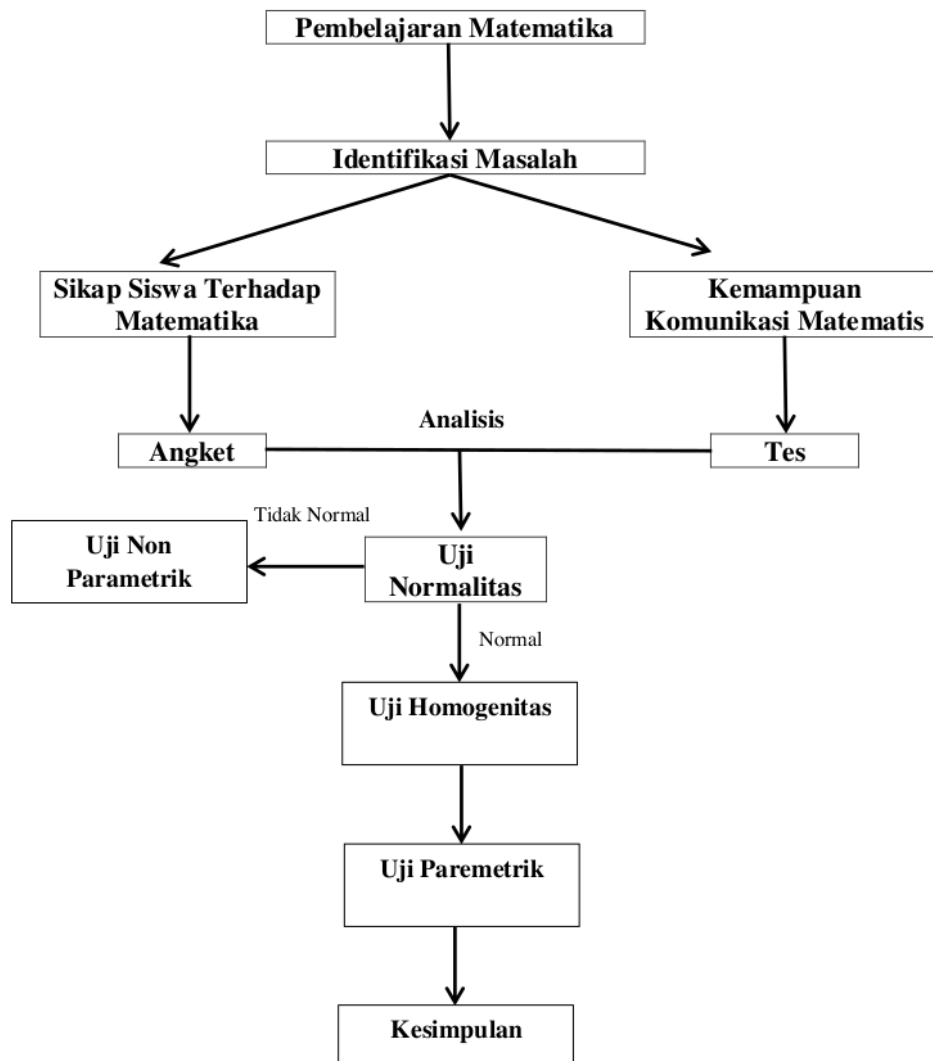 Pembelajaran Matematika
Identifikasi Masalah
Sikap Siswa Terhadap
Matematika
Kemampuan
Komunikasi Matematis
Analisis
Angket
Tes
Tidak Normal
Uji Non
Parametrik
Uji
Normalitas
Normal
Uji Homogenitas
Uji Paremetrik
Kesimpulan